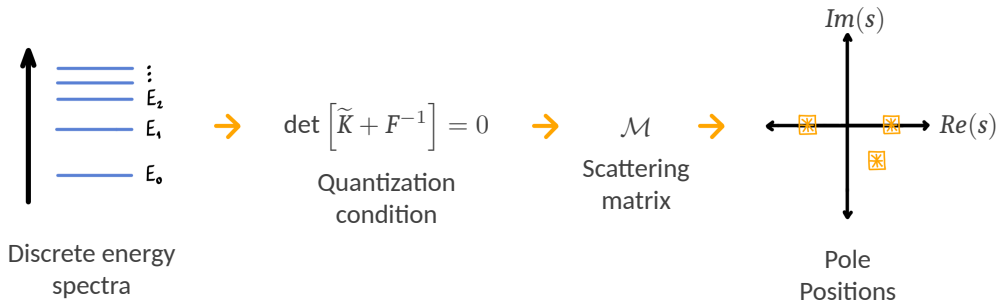 Im(s)
⋮
E₂
E₁
E₀
det [K̃ + F⁻¹] = 0
ℳ
Re(s)
Quantization
condition
Scattering
matrix
Discrete energy
spectra
Pole
Positions